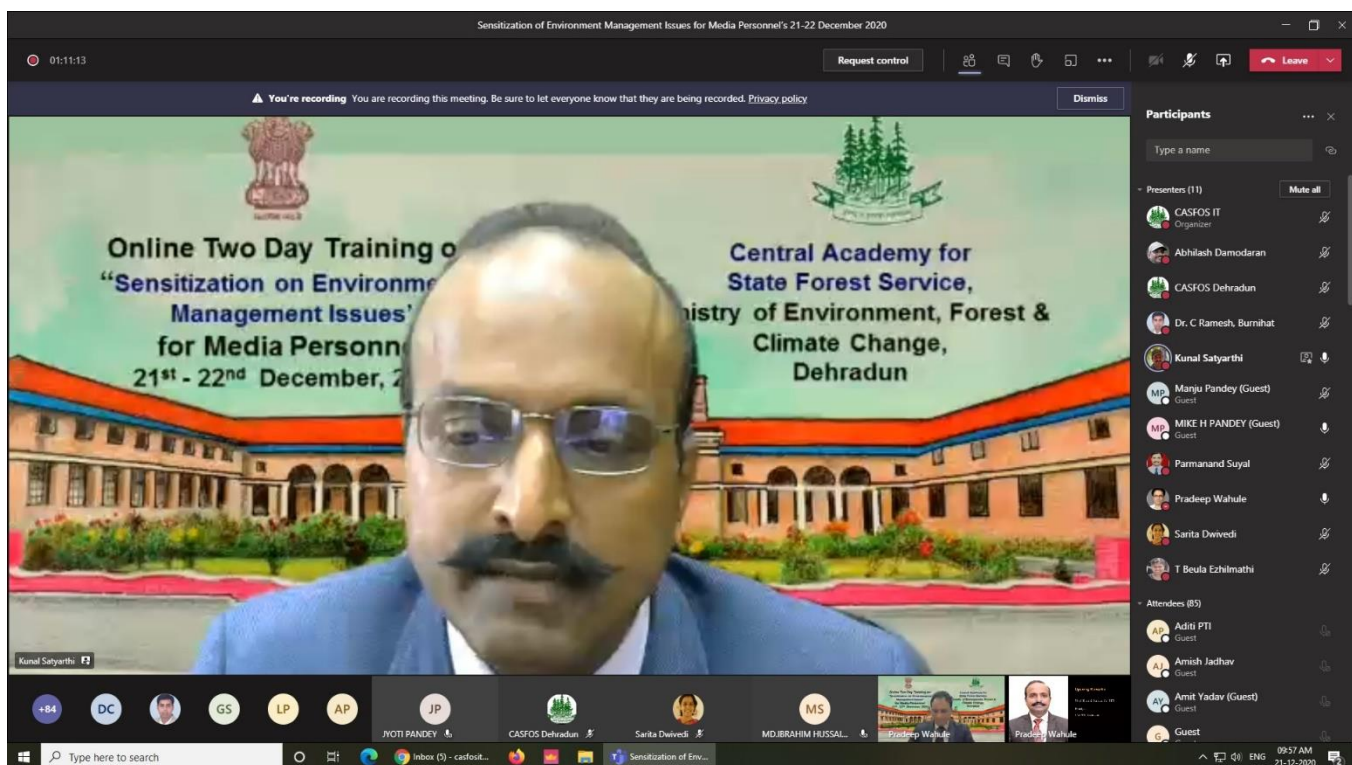 Sensitization of Environment Management Issues for Media Personnel's 21-22 December 2020
01:11:13
Request control
Leave
You're recording You are recording this meeting. Be sure to let everyone know that they are being recorded. Privacy policy
Dismiss
Online Two Day Training o
“Sensitization on Environme
Management Issues’
for Media Personn
21st - 22nd December, 2
Central Academy for
State Forest Service,
nistry of Environment, Forest &
Climate Change,
Dehradun
Kunal Satyarthi
Participants
Type a name
Presenters (11)
Mute all
CASFOS IT
Organizer
Abhilash Damodaran
CASFOS Dehradun
Dr. C Ramesh, Burnihat
Kunal Satyarthi
MP
Manju Pandey (Guest)
Guest
MP
MIKE H PANDEY (Guest)
Guest
Parmanand Suyal
Pradeep Wahule
Sarita Dwivedi
T Beula Ezhilmathi
Attendees (85)
AP
Aditi PTI
Guest
AJ
Amish Jadhav
Guest
AY
Amit Yadav (Guest)
Guest
G
Guest
Guest
+84
DC
GS
LP
AP
JP
JYOTI PANDEY
CASFOS Dehradun
Sarita Dwivedi
MS
MD.IBRAHIM HUSSAI...
Pradeep Wahule
Pradeep Wahule
Type here to search
Inbox (5) - casfosit...
Sensitization of Env...
ENG
09:57 AM
21-12-2020